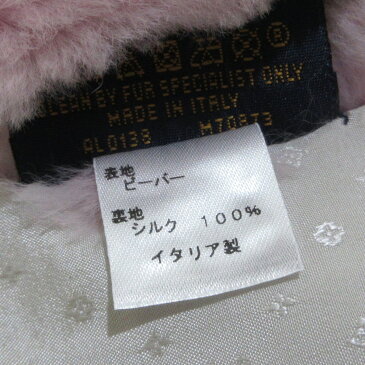 CLEAN BY FUR SPECIALIST ONLY
MADE IN ITALY
AL0138 M70873
表地
ビーバー
裏地
シルク 100%
イタリア製